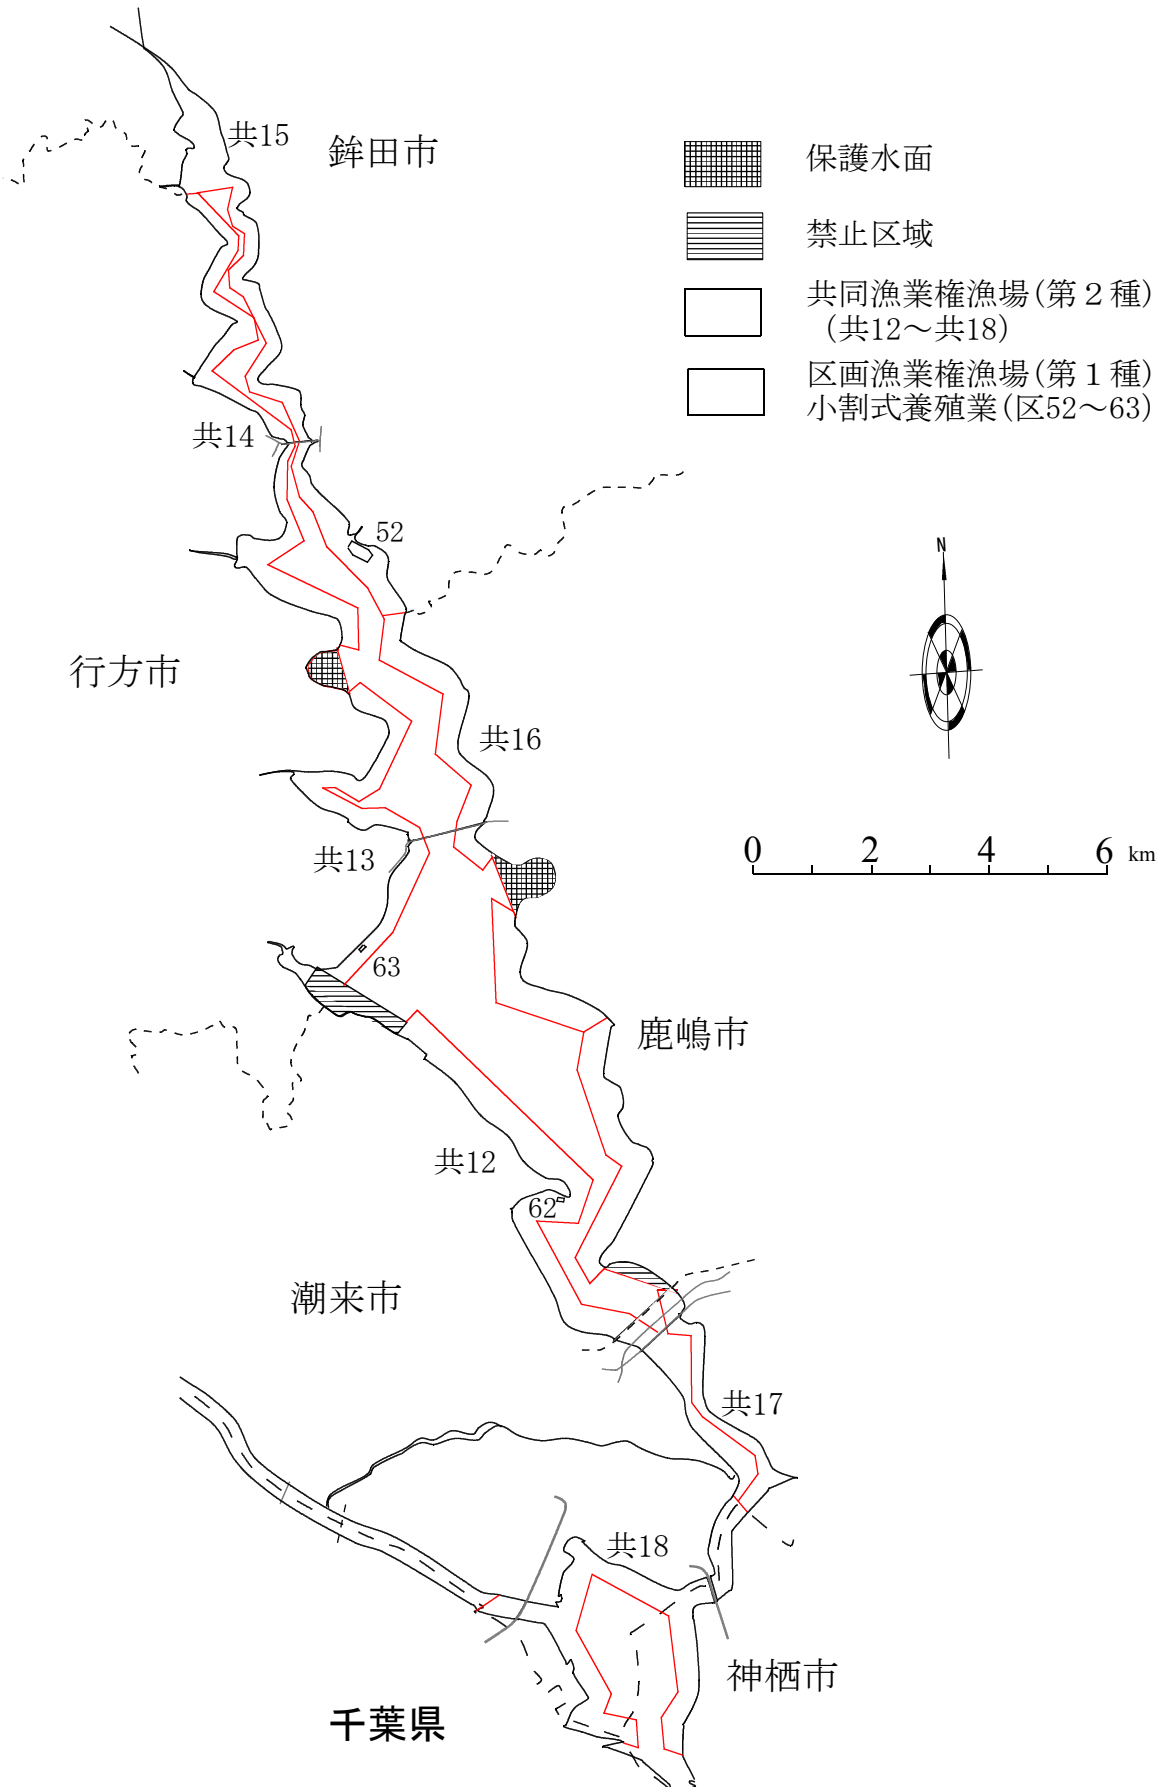 共15
鉾田市
保護水面
禁止区域
共同漁業権漁場(第２種)
(共12～共18)
区画漁業権漁場(第１種)
小割式養殖業(区52～63)
共14
52
N
行方市
共16
共13
0 2 4 6 km
63
鹿嶋市
共12
62
潮来市
共17
共18
神栖市
千葉県